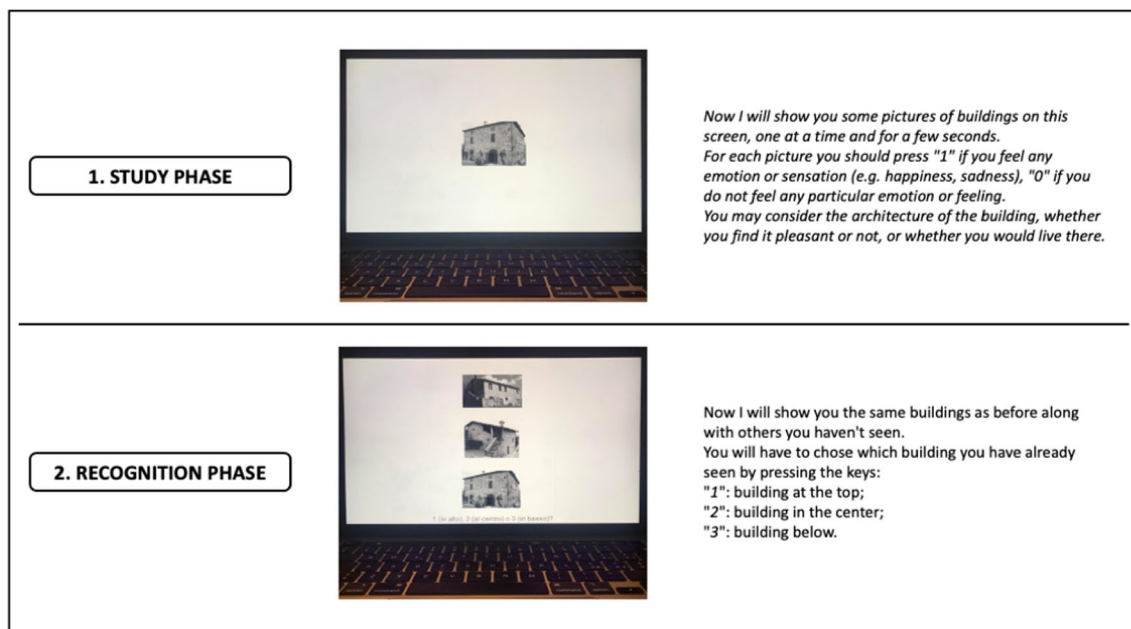 1. STUDY PHASE
Now I will show you some pictures of buildings on this
screen, one at a time and for a few seconds.
For each picture you should press "1" if you feel any
emotion or sensation (e.g. happiness, sadness), "0" if you
do not feel any particular emotion or feeling.
You may consider the architecture of the building, whether
you find it pleasant or not, or whether you would live there.
2. RECOGNITION PHASE
1 (in alto), 2 (al centro) o 3 (in basso)?
Now I will show you the same buildings as before along
with others you haven't seen.
You will have to chose which building you have already
seen by pressing the keys:
"1": building at the top;
"2": building in the center;
"3": building below.